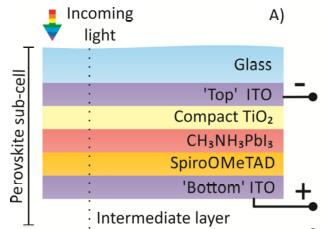 Incoming
light
A)
Glass
'Top' ITO
−
Compact TiO₂
CH₃NH₃PbI₃
SpiroOMeTAD
'Bottom' ITO
+
Intermediate layer
Perovskite sub-cell